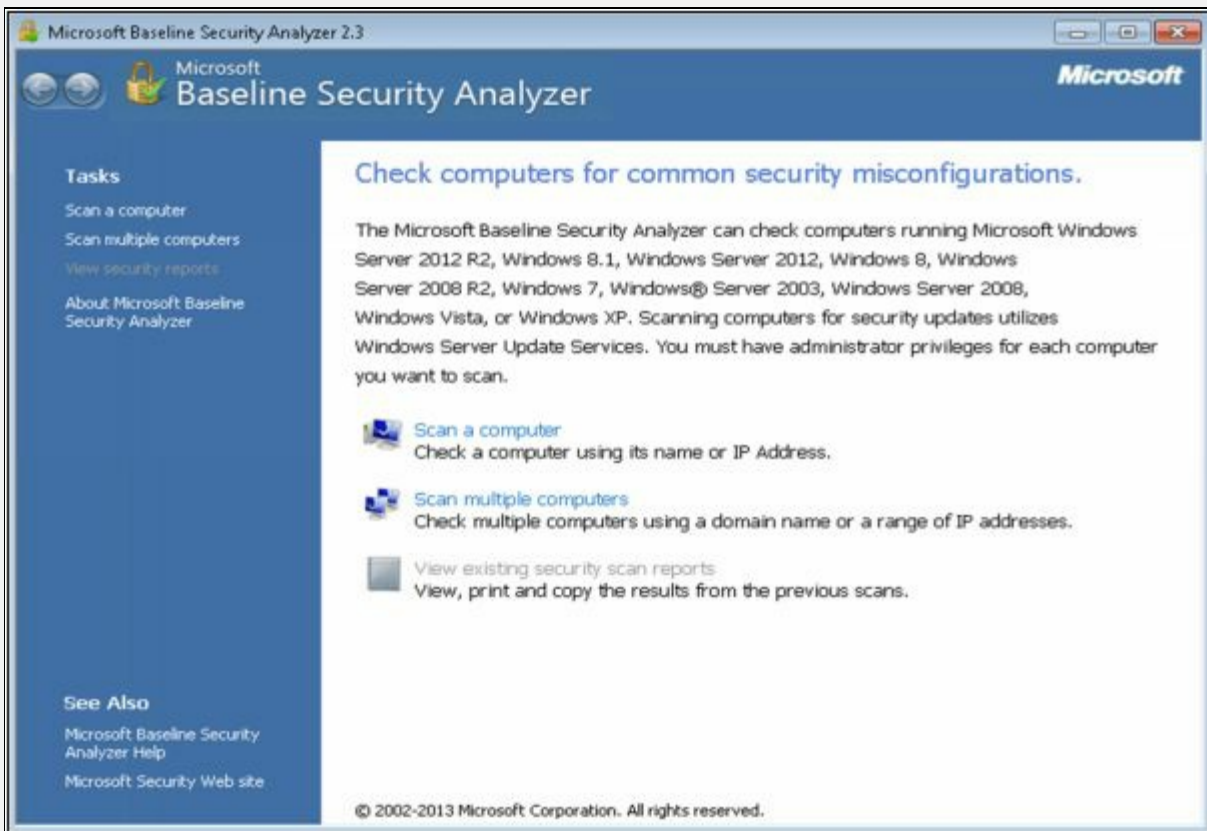 Microsoft Baseline Security Analyzer 2.3
Microsoft
Baseline Security Analyzer
Microsoft
Tasks
Scan a computer
Scan multiple computers
View security reports
About Microsoft Baseline
Security Analyzer
See Also
Microsoft Baseline Security
Analyzer Help
Microsoft Security Web site
Check computers for common security misconfigurations.
The Microsoft Baseline Security Analyzer can check computers running Microsoft Windows
Server 2012 R2, Windows 8.1, Windows Server 2012, Windows 8, Windows
Server 2008 R2, Windows 7, Windows® Server 2003, Windows Server 2008,
Windows Vista, or Windows XP. Scanning computers for security updates utilizes
Windows Server Update Services. You must have administrator privileges for each computer
you want to scan.
Scan a computer
Check a computer using its name or IP Address.
Scan multiple computers
Check multiple computers using a domain name or a range of IP addresses.
View existing security scan reports
View, print and copy the results from the previous scans.
© 2002-2013 Microsoft Corporation. All rights reserved.